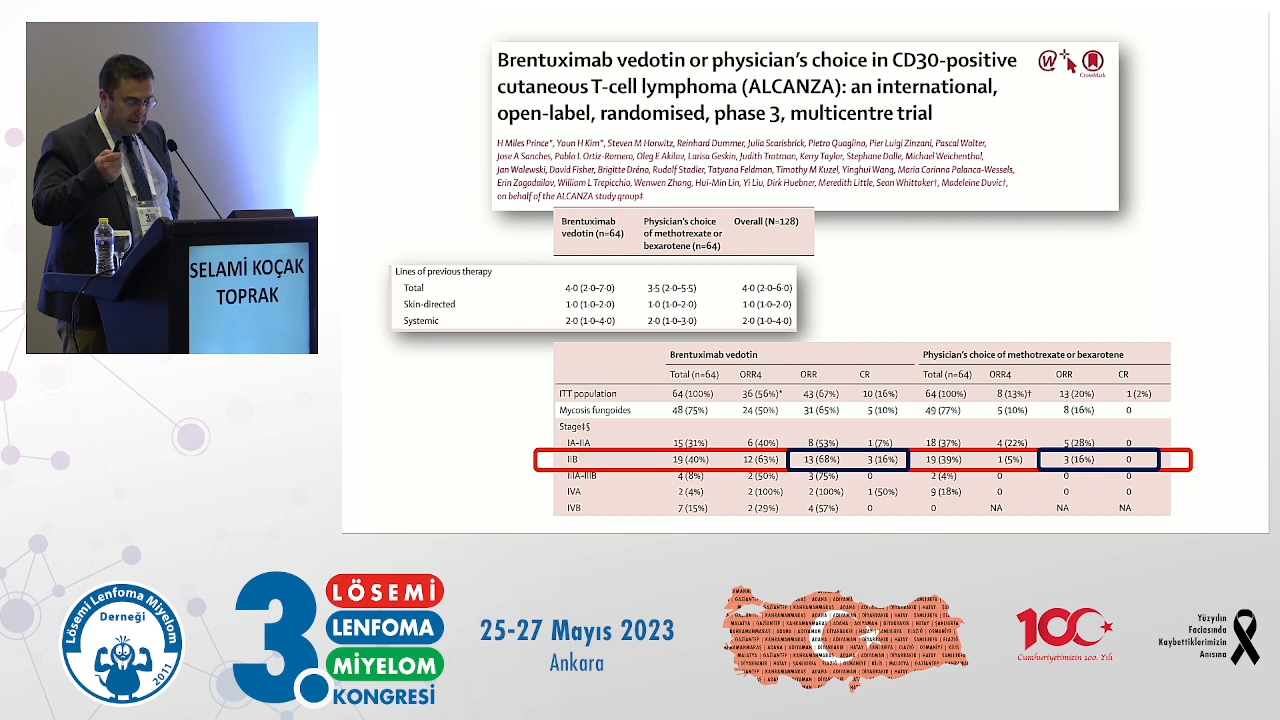 Brentuximab vedotin or physician's choice in CD30-positive
cutaneous T-cell lymphoma (ALCANZA): an international,
open-label, randomised, phase 3, multicentre trial
CrossMark
H Miles Prince*, Youn H Kim*, Steven M Horwitz, Reinhard Dummer, Julia Scarisbrick, Pietro Quaglino, Pier Luigi Zinzani, Pascal Wolter,
Jose A Sanches, Pablo L Ortiz-Romero, Oleg E Akilov, Larisa Geskin, Judith Trotman, Kerry Taylor, Stephane Dalle, Michael Weichenthal,
Jan Walewski, David Fisher, Brigitte Dréno, Rudolf Stadler, Tatyana Feldman, Timothy M Kuzel, Yinghui Wang, Maria Corinna Palanca-Wessels,
Erin Zagadailov, William L Trepicchio, Wenwen Zhang, Hui-Min Lin, Yi Liu, Dirk Huebner, Meredith Little, Sean Whittaker†, Madeleine Duvic†,
on behalf of the ALCANZA study group‡
Brentuximab vedotin (n=64) Physician's choice of methotrexate or bexarotene (n=64) Overall (N=128)
Lines of previous therapy
Total 4·0 (2·0–7·0) 3·5 (2·0–5·5) 4·0 (2·0–6·0)
Skin-directed 1·0 (1·0–2·0) 1·0 (1·0–2·0) 1·0 (1·0–2·0)
Systemic 2·0 (1·0–4·0) 2·0 (1·0–3·0) 2·0 (1·0–4·0)
Brentuximab vedotin Physician's choice of methotrexate or bexarotene
Total (n=64) ORR4 ORR CR Total (n=64) ORR4 ORR CR
ITT population 64 (100%) 36 (56%)* 43 (67%) 10 (16%) 64 (100%) 8 (13%)† 13 (20%) 1 (2%)
Mycosis fungoides 48 (75%) 24 (50%) 31 (65%) 5 (10%) 49 (77%) 5 (10%) 8 (16%) 0
Stage‡§
IA–IIA 15 (31%) 6 (40%) 8 (53%) 1 (7%) 18 (37%) 4 (22%) 5 (28%) 0
IIB 19 (40%) 12 (63%) 13 (68%) 3 (16%) 19 (39%) 1 (5%) 3 (16%) 0
IIIA–IIIB 4 (8%) 2 (50%) 3 (75%) 0 2 (4%) 0 0 0
IVA 2 (4%) 2 (100%) 2 (100%) 1 (50%) 9 (18%) 0 0 0
IVB 7 (15%) 2 (29%) 4 (57%) 0 0 NA NA NA
SELAMİ KOÇAK
TOPRAK
Lösemi Lenfoma Miyelom
Derneği
2011
3.
LÖSEMİ
LENFOMA
MİYELOM
KONGRESİ
25-27 Mayıs 2023
Ankara
100
Cumhuriyetimizin 100. Yılı
Yüzyılın
Faciasında
Kaybettiklerimizin
Anısına